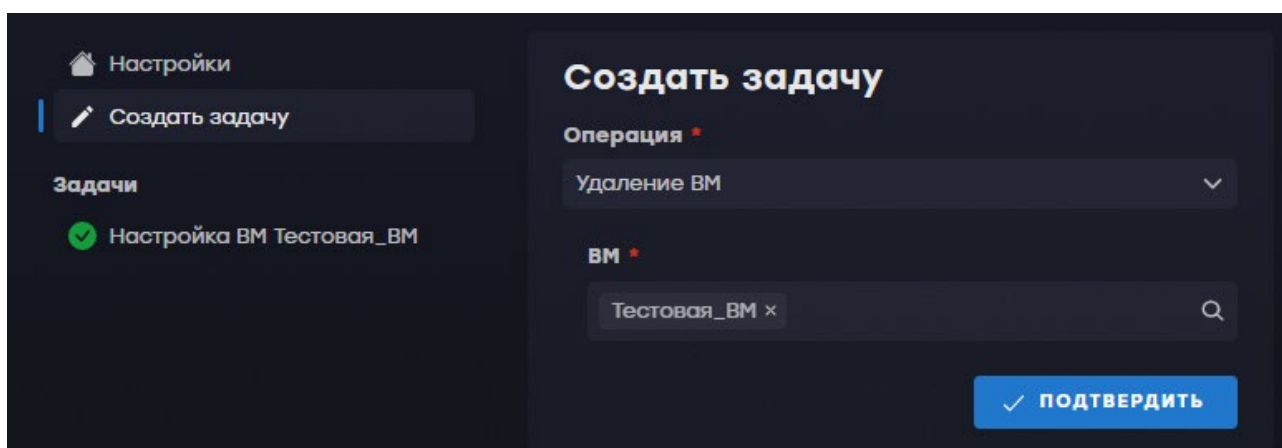 Настройки
Создать задачу
Задачи
Настройка ВМ Тестовая_ВМ
Создать задачу
Операция *
Удаление ВМ
ВМ *
Тестовая_ВМ ×
ПОДТВЕРДИТЬ